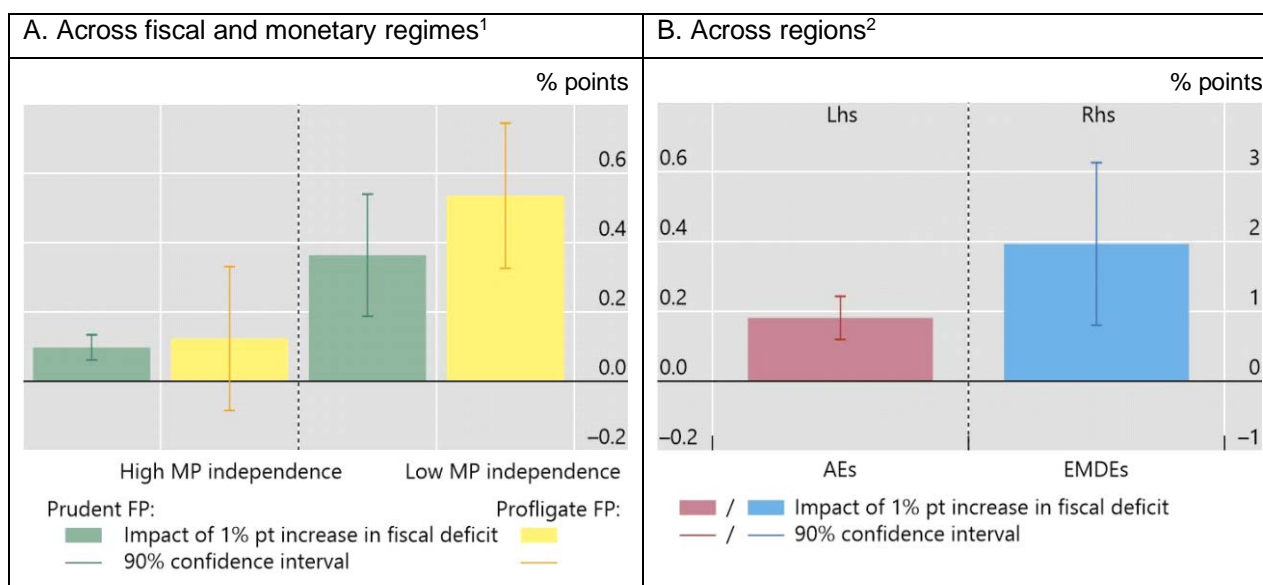 A. Across fiscal and monetary regimes¹
% points
0.6
0.4
0.2
0.0
–0.2
High MP independence Low MP independence
Prudent FP: Profligate FP:
Impact of 1% pt increase in fiscal deficit
90% confidence interval
B. Across regions²
% points
Lhs Rhs
0.6 3
0.4 2
0.2 1
0.0 0
–0.2 –1
AEs EMDEs
/ Impact of 1% pt increase in fiscal deficit
/ 90% confidence interval